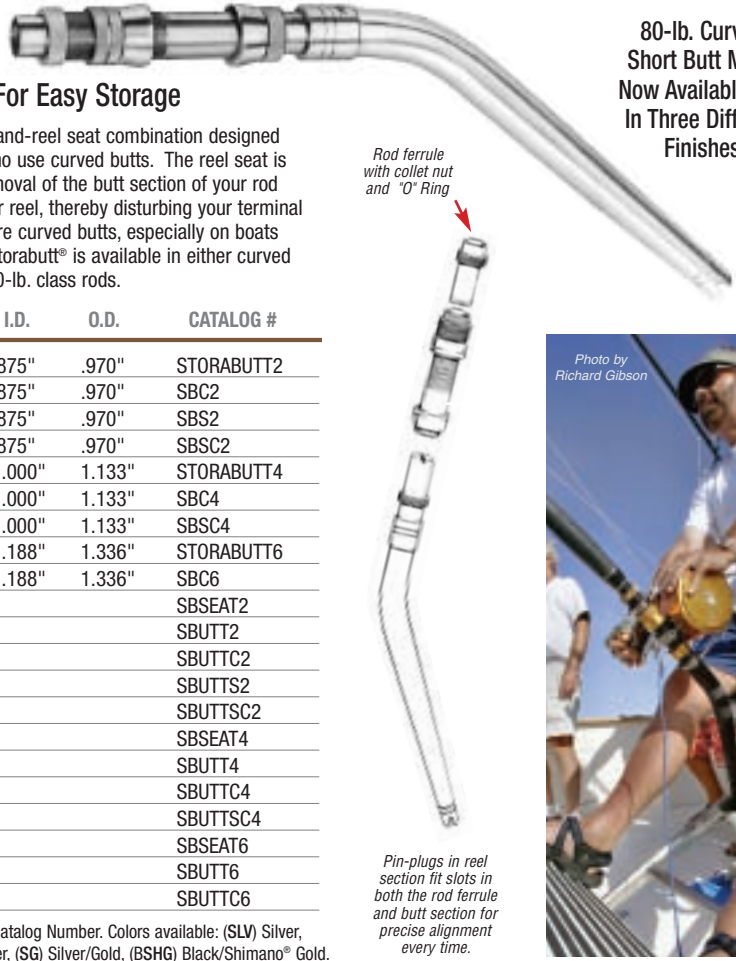 80-lb. Curv
Short Butt M
Now Availabl
In Three Diff
Finishes
For Easy Storage
and-reel seat combination designed
no use curved butts. The reel seat is
noval of the butt section of your rod
r reel, thereby disturbing your terminal
re curved butts, especially on boats
torabutt® is available in either curved
0-lb. class rods.
Rod ferrule
with collet nut
and "O" Ring
I.D. O.D. CATALOG #
875" .970" STORABUTT2
875" .970" SBC2
875" .970" SBS2
875" .970" SBSC2
.000" 1.133" STORABUTT4
.000" 1.133" SBC4
.000" 1.133" SBSC4
.188" 1.336" STORABUTT6
.188" 1.336" SBC6
SBSEAT2
SBUTT2
SBUTTC2
SBUTTS2
SBUTTSC2
SBSEAT4
SBUTT4
SBUTTC4
SBUTTSC4
SBSEAT6
SBUTT6
SBUTTC6
atalog Number. Colors available: (SLV) Silver,
er, (SG) Silver/Gold, (BSHG) Black/Shimano® Gold.
Pin-plugs in reel
section fit slots in
both the rod ferrule
and butt section for
precise alignment
every time.
Photo by
Richard Gibson